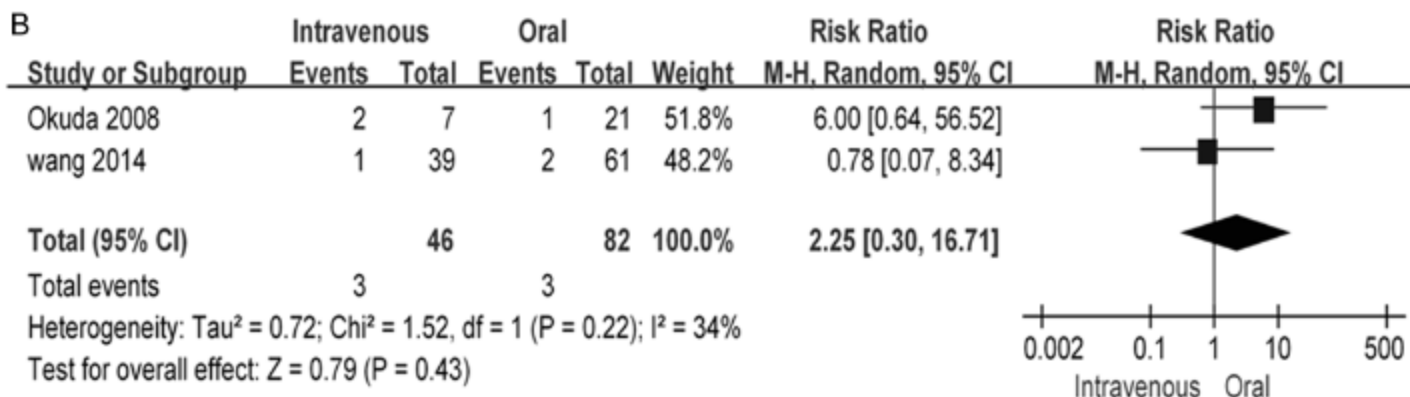 B
Intravenous Oral Risk Ratio Risk Ratio
Study or Subgroup Events Total Events Total Weight M-H, Random, 95% CI M-H, Random, 95% CI
Okuda 2008 2 7 1 21 51.8% 6.00 [0.64, 56.52]
wang 2014 1 39 2 61 48.2% 0.78 [0.07, 8.34]
Total (95% CI) 46 82 100.0% 2.25 [0.30, 16.71]
Total events 3 3
Heterogeneity: Tau² = 0.72; Chi² = 1.52, df = 1 (P = 0.22); I² = 34%
Test for overall effect: Z = 0.79 (P = 0.43)
0.002 0.1 1 10 500
Intravenous Oral